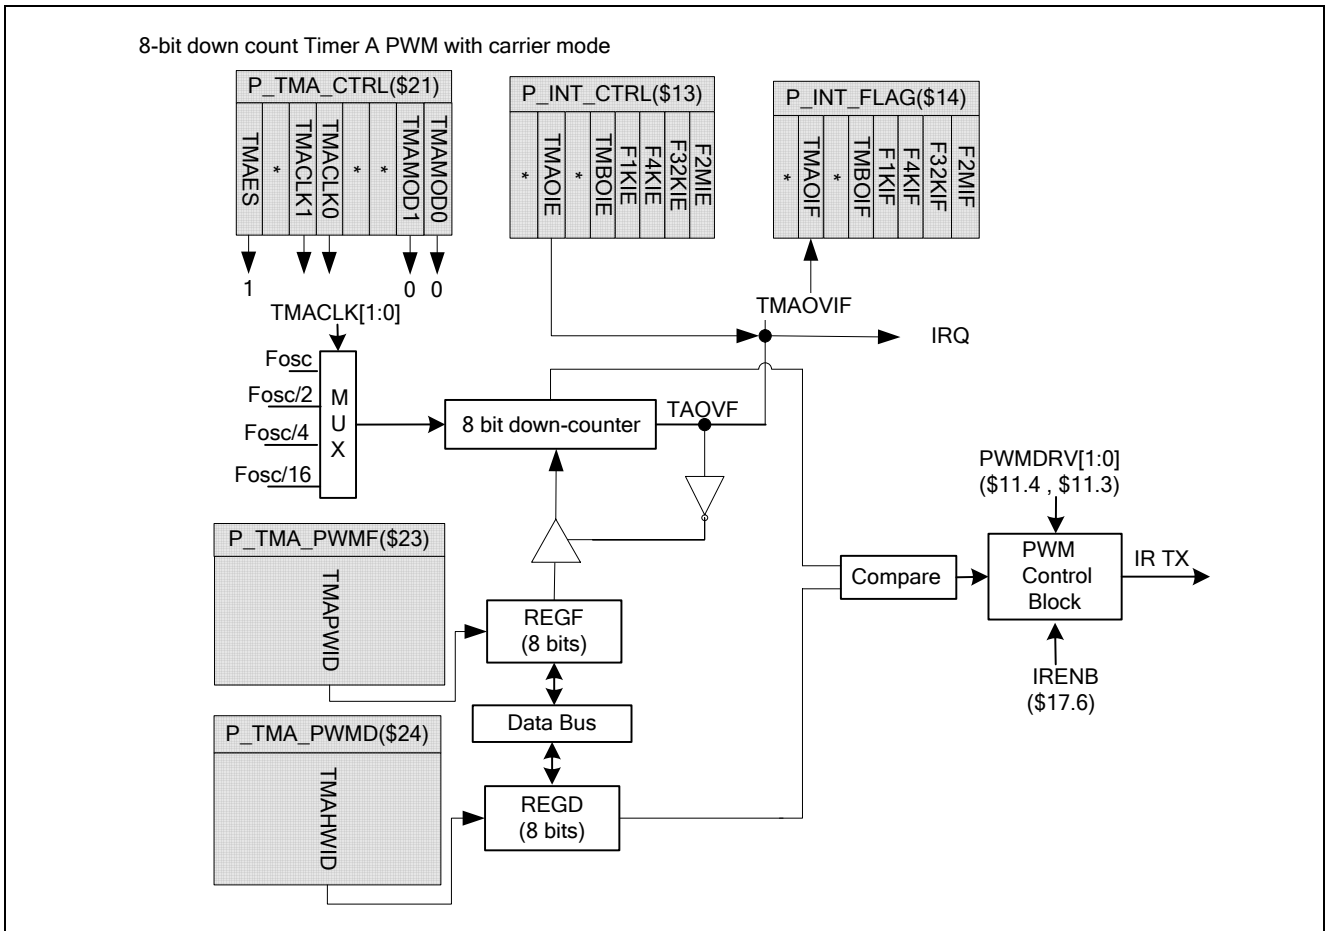 8-bit down count Timer A PWM with carrier mode
P_TMA_CTRL($21)
TMAES
*
TMACLK1
TMACLK0
*
*
TMAMOD1
TMAMOD0
1
0
0
P_INT_CTRL($13)
*
TMAOIE
*
TMBOIE
F1KIE
F4KIE
F32KIE
F2MIE
P_INT_FLAG($14)
*
TMAOIF
*
TMBOIF
F1KIF
F4KIF
F32KIF
F2MIF
TMACLK[1:0]
TMAOVIF
IRQ
Fosc
Fosc/2
Fosc/4
Fosc/16
M
U
X
8 bit down-counter
TAOVF
PWMDRV[1:0]
($11.4 , $11.3)
P_TMA_PWMF($23)
TMAPWID
REGF
(8 bits)
Compare
PWM
Control
Block
IR TX
IRENB
($17.6)
Data Bus
P_TMA_PWMD($24)
TMAHWID
REGD
(8 bits)